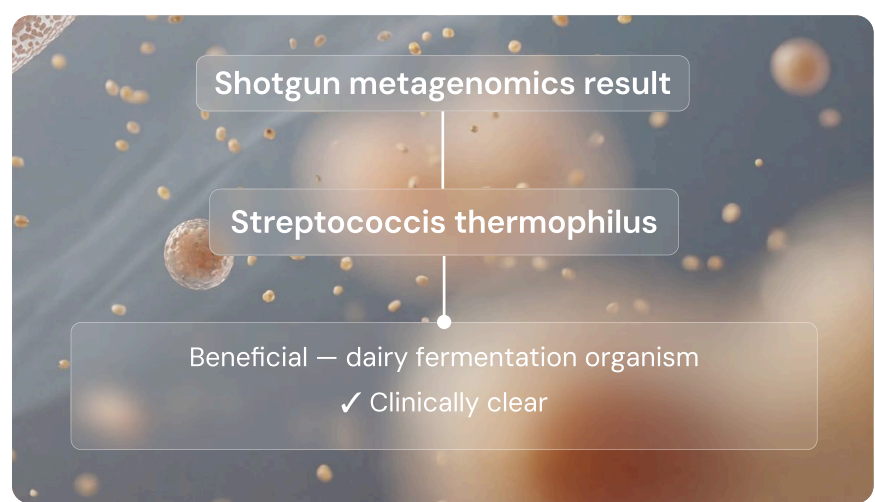 Shotgun metagenomics result
Streptococcis thermophilus
Beneficial — dairy fermentation organism
✓ Clinically clear